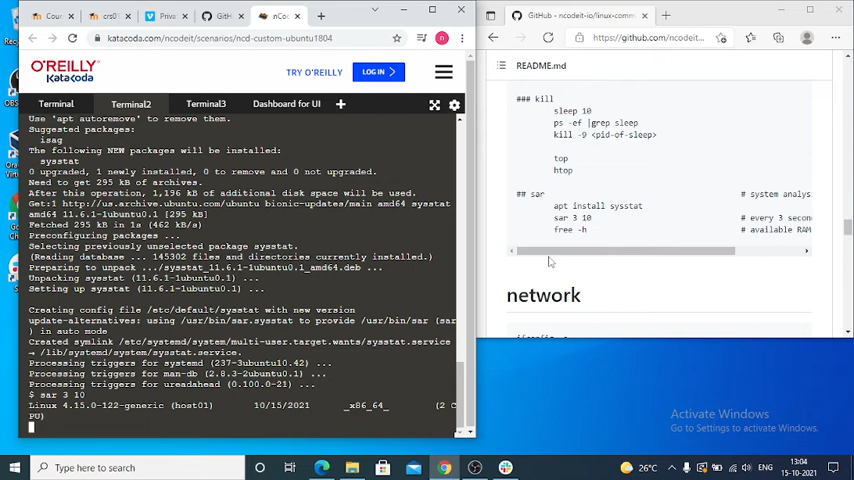 Cour
crs01
Priva
GitH
nCoc
katacoda.com/ncodeit/scenarios/ncd-custom-ubuntu1804
O'REILLY
Katacoda
TRY O'REILLY
LOG IN
Terminal
Terminal2
Terminal3
Dashboard for UI
Use 'apt autoremove' to remove them.
Suggested packages:
isag
The following NEW packages will be installed:
sysstat
0 upgraded, 1 newly installed, 0 to remove and 0 not upgraded.
Need to get 295 kB of archives.
After this operation, 1,196 kB of additional disk space will be used.
Get:1 http://us.archive.ubuntu.com/ubuntu bionic-updates/main amd64 sysstat
amd64 11.6.1-1ubuntu0.1 [295 kB]
Fetched 295 kB in 1s (462 kB/s)
Preconfiguring packages ...
Selecting previously unselected package sysstat.
(Reading database ... 145302 files and directories currently installed.)
Preparing to unpack .../sysstat_11.6.1-1ubuntu0.1_amd64.deb ...
Unpacking sysstat (11.6.1-1ubuntu0.1) ...
Setting up sysstat (11.6.1-1ubuntu0.1) ...
Creating config file /etc/default/sysstat with new version
update-alternatives: using /usr/bin/sar.sysstat to provide /usr/bin/sar (sar
) in auto mode
Created symlink /etc/systemd/system/multi-user.target.wants/sysstat.service
→ /lib/systemd/system/sysstat.service.
Processing triggers for systemd (237-3ubuntu10.42) ...
Processing triggers for man-db (2.8.3-2ubuntu0.1) ...
Processing triggers for ureadahead (0.100.0-21) ...
$ sar 3 10
Linux 4.15.0-122-generic (host01) 10/15/2021 _x86_64_ (2 C
PU)
GitHub - ncodeit-io/linux-comm
https://github.com/ncodeit...
README.md
### kill
sleep 10
ps -ef |grep sleep
kill -9 <pid-of-sleep>
top
htop
## sar # system analys
apt install sysstat
sar 3 10 # every 3 secon
free -h # available RAM
network
Activate Windows
Go to Settings to activate Windows.
Type here to search
26°C
ENG
13:04
15-10-2021